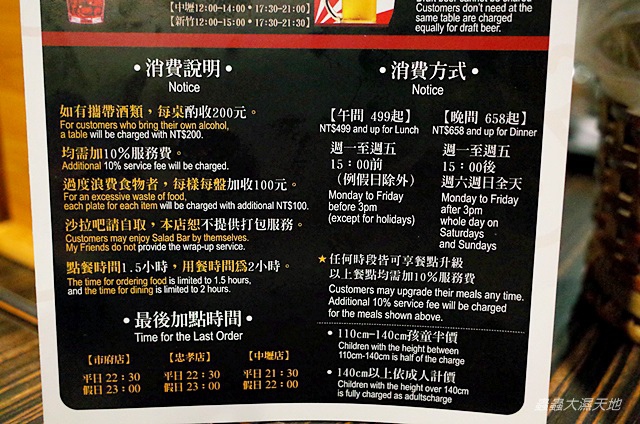 【中壢12:00-14:00 • 17:30-21:00】
【新竹12:00-15:00 • 17:30-21:30】
Customers don't need at the
same table are charged
equally for draft beer.
• 消費說明 •
Notice
如有攜帶酒類，每桌酌收200元。
For customers who bring their own alcohol,
a table will be charged with NT$200.
均需加10%服務費。
Additional 10% service fee will be charged.
過度浪費食物者，每樣每盤加收100元。
For an excessive waste of food,
each plate for each item will be charged with additional NT$100.
沙拉吧請自取，本店恕不提供打包服務。
Customers may enjoy Salad Bar by themselves.
My Friends do not provide the wrap-up service.
點餐時間1.5小時，用餐時間為2小時。
The time for ordering food is limited to 1.5 hours,
and the time for dining is limited to 2 hours.
• 最後加點時間 •
Time for the Last Order
【市府店】
平日 22：30
假日 23：00
【忠孝店】
平日 22：30
假日 23：00
【中壢店】
平日 21：30
假日 22：00
• 消費方式 •
Notice
【午間 499起】
NT$499 and up for Lunch
週一至週五
15：00前
（例假日除外）
Monday to Friday
before 3pm
(except for holidays)
【晚間 658起】
NT$658 and up for Dinner
週一至週五
15：00後
週六週日全天
Monday to Friday
after 3pm
whole day on
Saturdays
and Sundays
★任何時段皆可享餐點升級
以上餐點均需加10%服務費
Customers may upgrade their meals any time.
Additional 10% service fee will be charged
for the meals shown above.
• 110cm-140cm孩童半價
Children with the height between
110cm-140cm is half of the charge
• 140cm以上依成人計價
Children with the height over 140cm
is fully charged as adultscharge
蟲蟲大濕天地